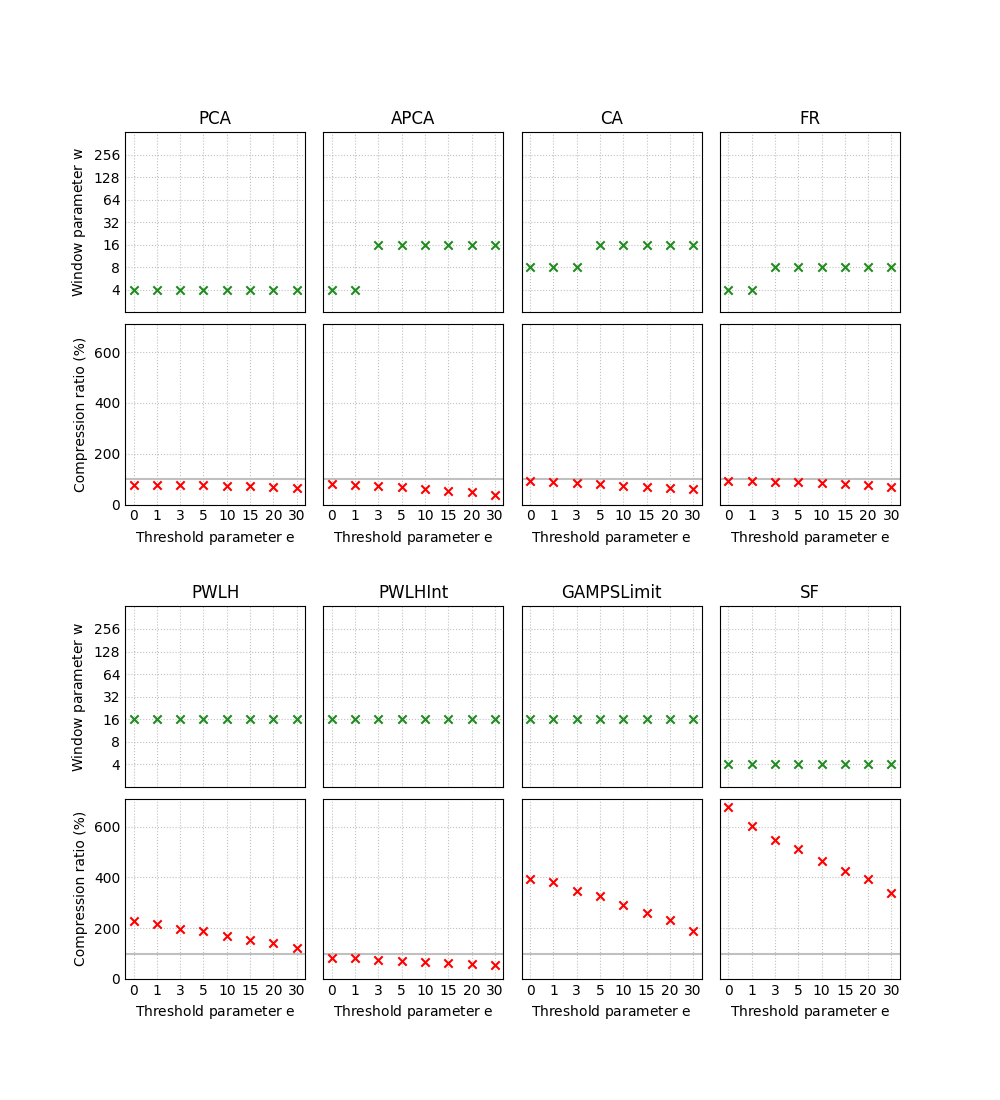 PCA APCA CA FR
Window parameter w
256
128
64
32
16
8
4
Compression ratio (%)
600
400
200
0
0 1 3 5 10 15 20 30 0 1 3 5 10 15 20 30 0 1 3 5 10 15 20 30 0 1 3 5 10 15 20 30
Threshold parameter e Threshold parameter e Threshold parameter e Threshold parameter e
PWLH PWLHInt GAMPSLimit SF
Window parameter w
256
128
64
32
16
8
4
Compression ratio (%)
600
400
200
0
0 1 3 5 10 15 20 30 0 1 3 5 10 15 20 30 0 1 3 5 10 15 20 30 0 1 3 5 10 15 20 30
Threshold parameter e Threshold parameter e Threshold parameter e Threshold parameter e